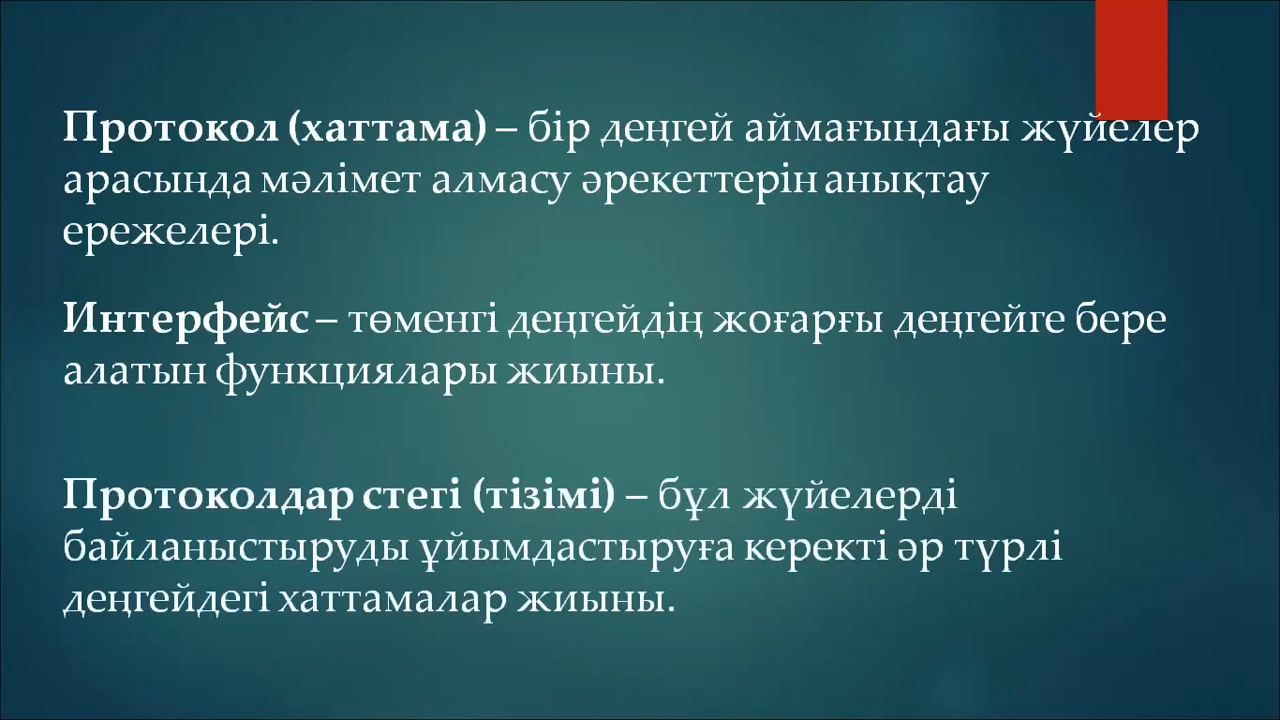 Протокол (хаттама) – бір деңгей аймағындағы жүйелер
арасында мәлімет алмасу әрекеттерін анықтау
ережелері.
Интерфейс – төменгі деңгейдің жоғарғы деңгейге бере
алатын функциялары жиыны.
Протоколдар стегі (тізімі) – бұл жүйелерді
байланыстыруды ұйымдастыруға керекті әр түрлі
деңгейдегі хаттамалар жиыны.